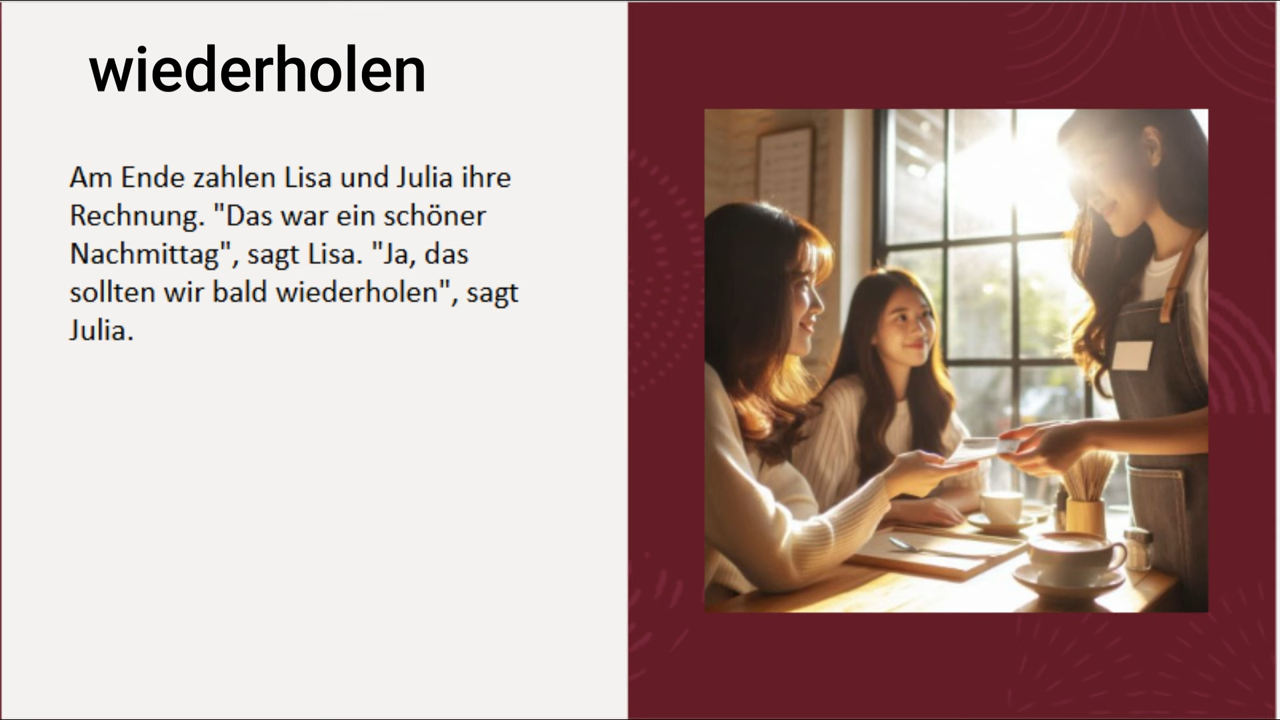 wiederholen
Am Ende zahlen Lisa und Julia ihre
Rechnung. "Das war ein schöner
Nachmittag", sagt Lisa. "Ja, das
sollten wir bald wiederholen", sagt
Julia.